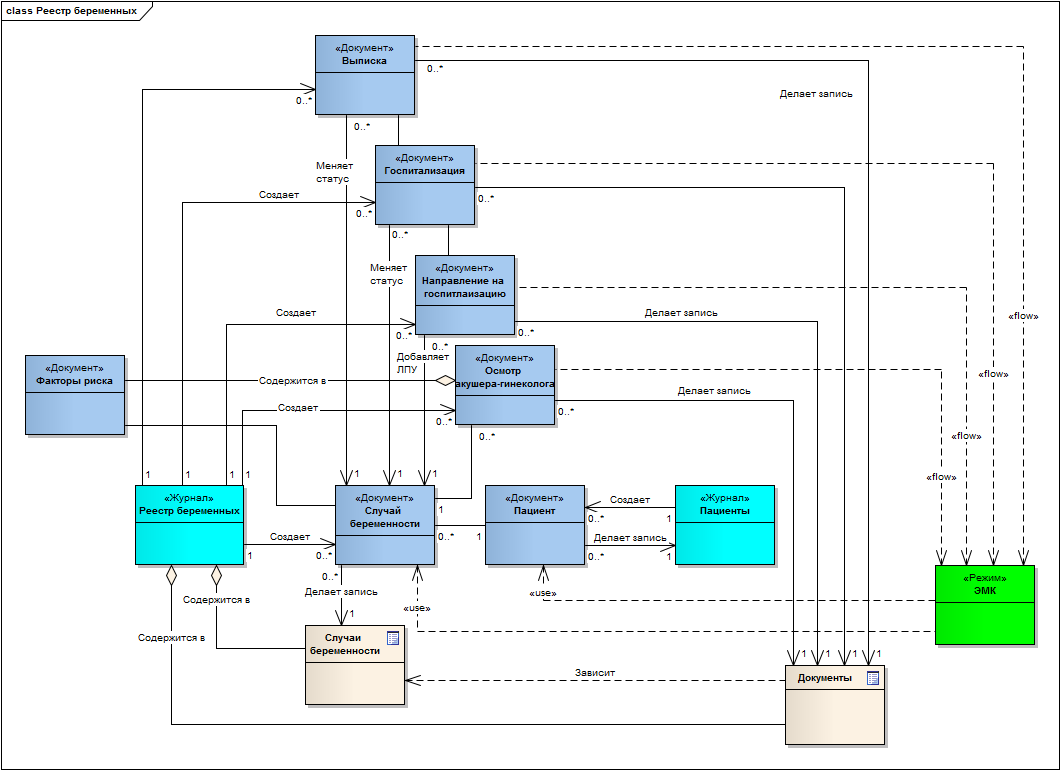 class Реестр беременных
«Документ»
Выписка
0..*
Делает запись
0..*
0..*
Меняет
статус
«Документ»
Госпитализация
Создает
0..*
0..*
0..*
Меняет
статус
«Документ»
Направление на
госпитлаизацию
Создает
0..*
Делает запись
0..*
0..*
«flow»
Добавляет
ЛПУ
«Документ»
Осмотр
акушера-гинеколога
«Документ»
Факторы риска
Содержится в
«flow»
Делает запись
Создает
0..*
0..*
0..*
«flow»
«flow»
1
1
1
1
1
1
1
«Журнал»
Реестр беременных
«Документ»
Случай
беременности
1
0..*
«Документ»
Пациент
1
Создает
0..*
1
«Журнал»
Пациенты
Создает
0..*
1
Делает запись
0..*
1
0..*
Делает запись
1
«use»
«use»
«Режим»
ЭМК
Содержится в
Содержится в
Случаи
беременности
1
1
1
1
Зависит
Документы